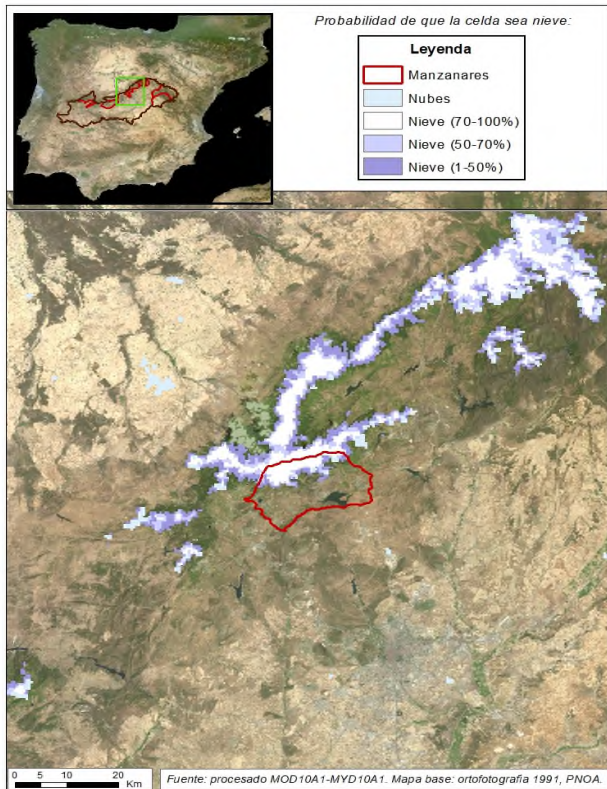 Probabilidad de que la celda sea nieve:
Leyenda
Manzanares
Nubes
Nieve (70-100%)
Nieve (50-70%)
Nieve (1-50%)
0 5 10 20
Km
Fuente: procesado MOD10A1-MYD10A1. Mapa base: ortofotografia 1991, PNOA.